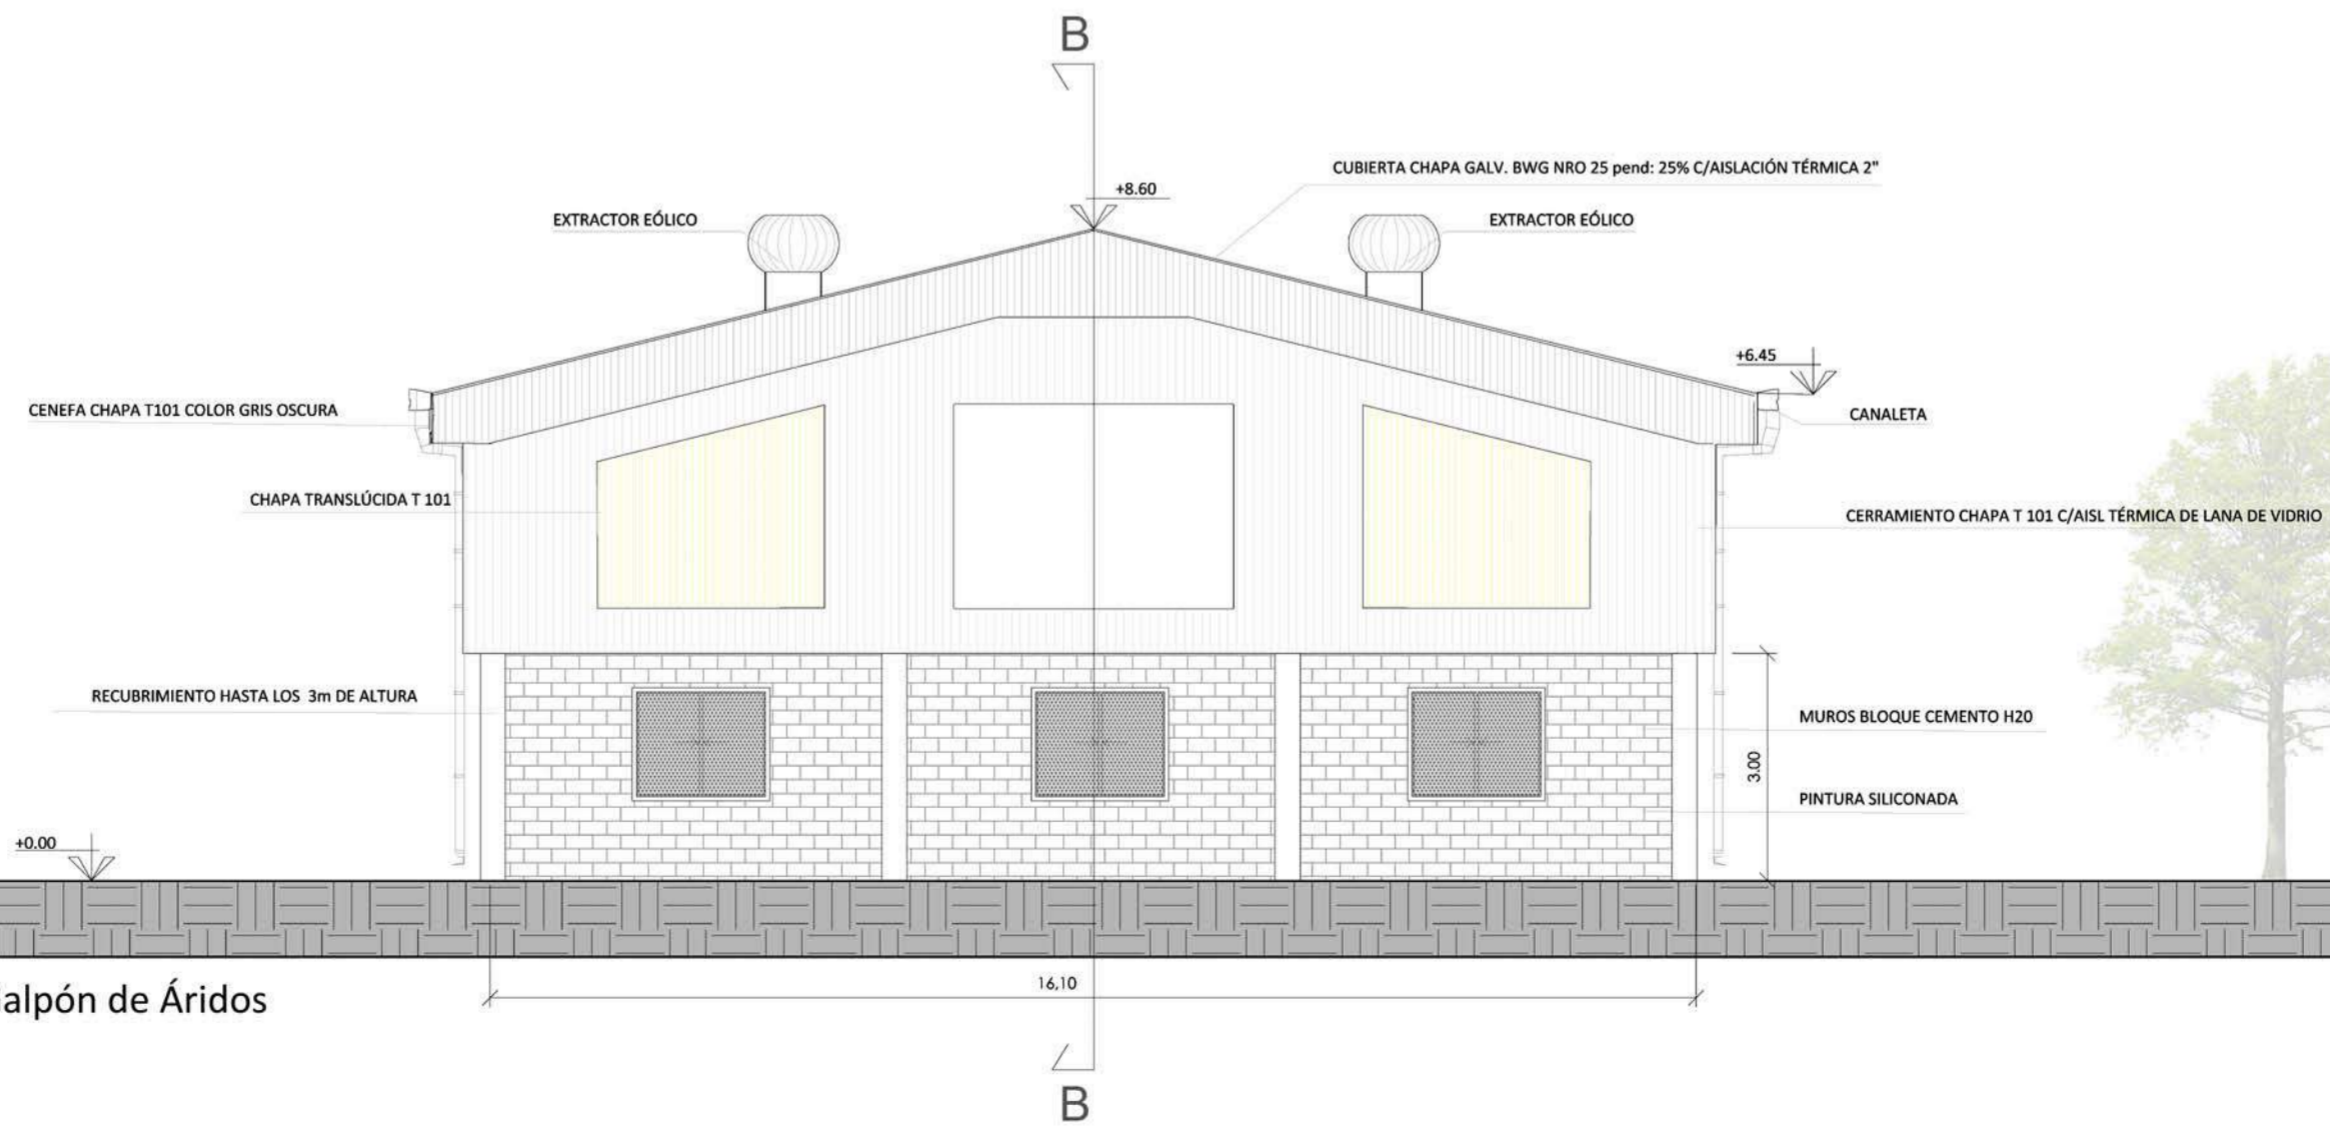 B
CUBIERTA CHAPA GALV. BWG NRO 25 pend: 25% C/AISLACIÓN TÉRMICA 2"
+8.60
EXTRACTOR EÓLICO
EXTRACTOR EÓLICO
+6.45
CENEFA CHAPA T101 COLOR GRIS OSCURA
CANALETA
CHAPA TRANSLÚCIDA T 101
CERRAMIENTO CHAPA T 101 C/AISL TÉRMICA DE LANA DE VIDRIO
RECUBRIMIENTO HASTA LOS 3m DE ALTURA
MUROS BLOQUE CEMENTO H20
3.00
PINTURA SILICONADA
+0.00
16,10
alpón de Áridos
B